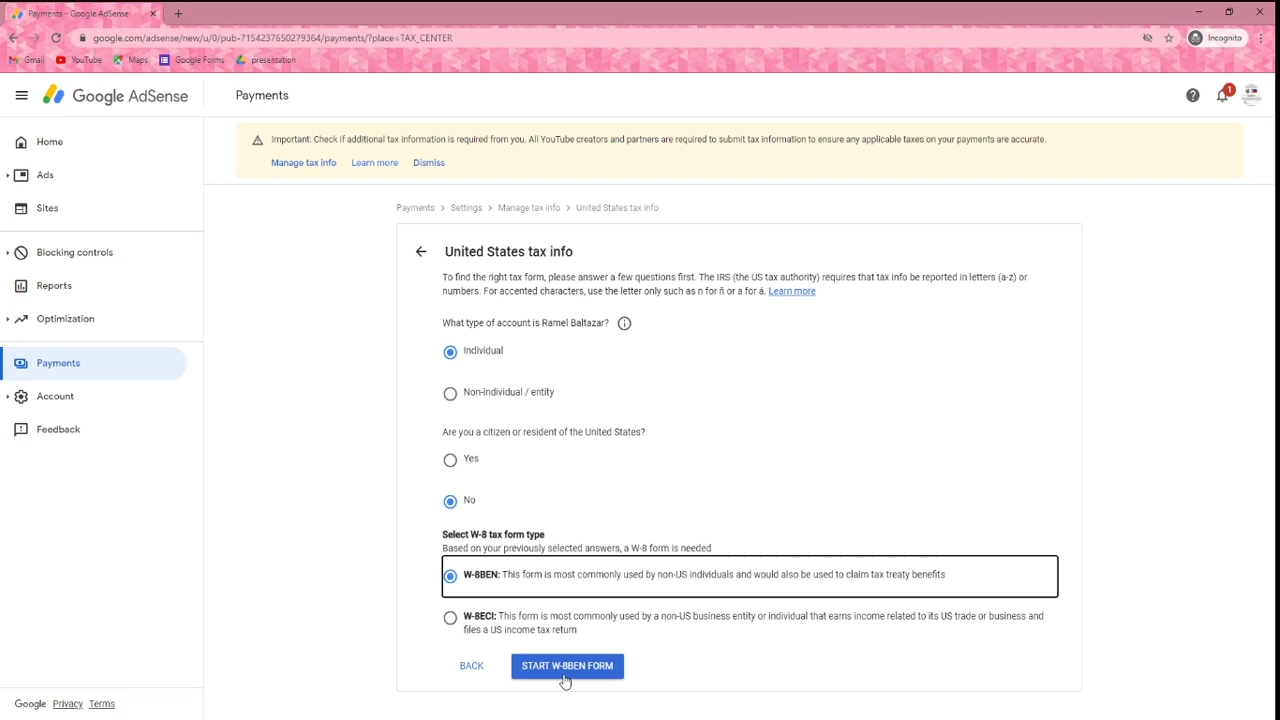 Payments – Google AdSense
google.com/adsense/new/u/0/pub-7154237650279364/payments/?place=TAX_CENTER
Incognito
Gmail
YouTube
Maps
Google Forms
presentation
Google AdSense
Payments
1
Home
Ads
Sites
Blocking controls
Reports
Optimization
Payments
Account
Feedback
Google Privacy Terms
Important: Check if additional tax information is required from you. All YouTube creators and partners are required to submit tax information to ensure any applicable taxes on your payments are accurate.
Manage tax info Learn more Dismiss
Payments > Settings > Manage tax info > United States tax info
United States tax info
To find the right tax form, please answer a few questions first. The IRS (the US tax authority) requires that tax info be reported in letters (a-z) or
numbers. For accented characters, use the letter only such as n for ñ or a for á. Learn more
What type of account is Ramel Baltazar?
Individual
Non-individual / entity
Are you a citizen or resident of the United States?
Yes
No
Select W-8 tax form type
Based on your previously selected answers, a W-8 form is needed
W-8BEN: This form is most commonly used by non-US individuals and would also be used to claim tax treaty benefits
W-8ECI: This form is most commonly used by a non-US business entity or individual that earns income related to its US trade or business and
files a US income tax return
BACK
START W-8BEN FORM